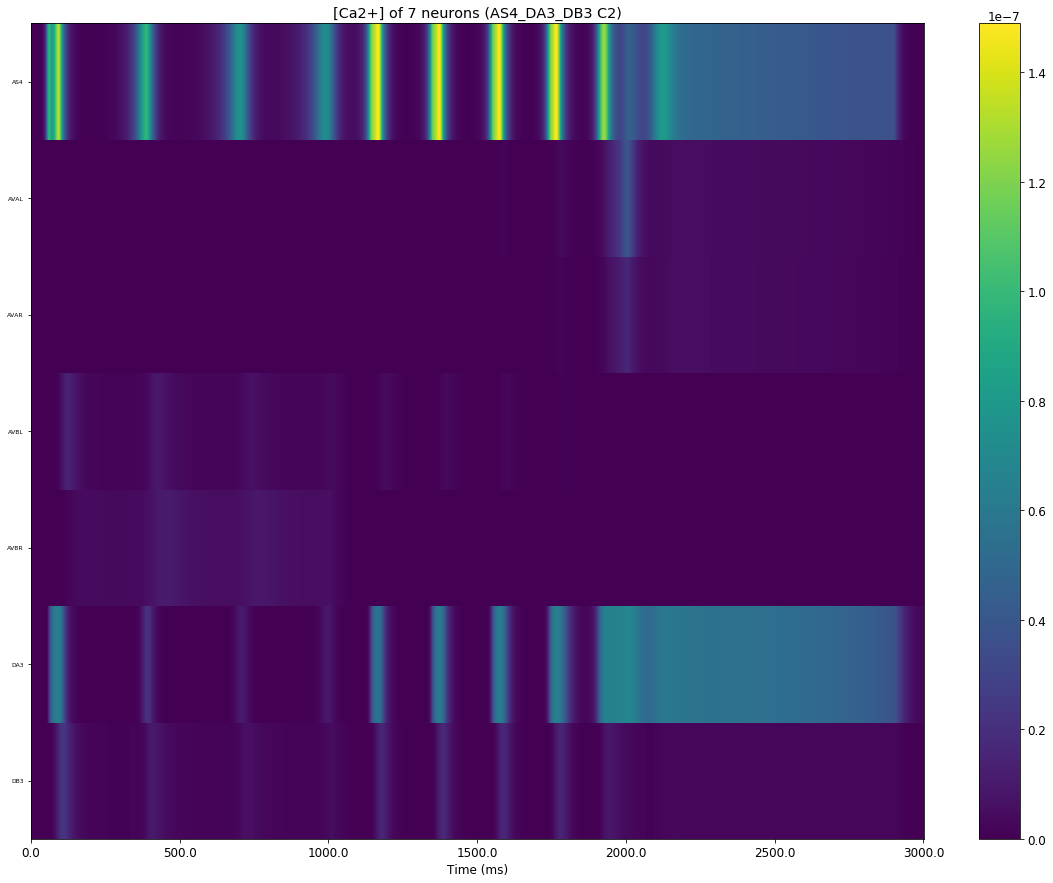 [Ca2+] of 7 neurons (AS4_DA3_DB3 C2)
1e−7
AS4
AVAL
AVAR
AVBL
AVBR
DA3
DB3
0.0 500.0 1000.0 1500.0 2000.0 2500.0 3000.0
Time (ms)
1.4
1.2
1.0
0.8
0.6
0.4
0.2
0.0